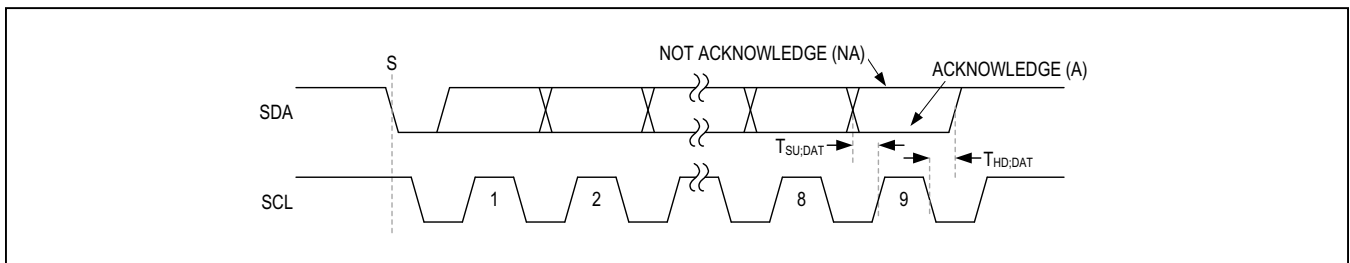 NOT ACKNOWLEDGE (NA)
S
ACKNOWLEDGE (A)
SDA
TSU;DAT
THD;DAT
SCL
1
2
8
9